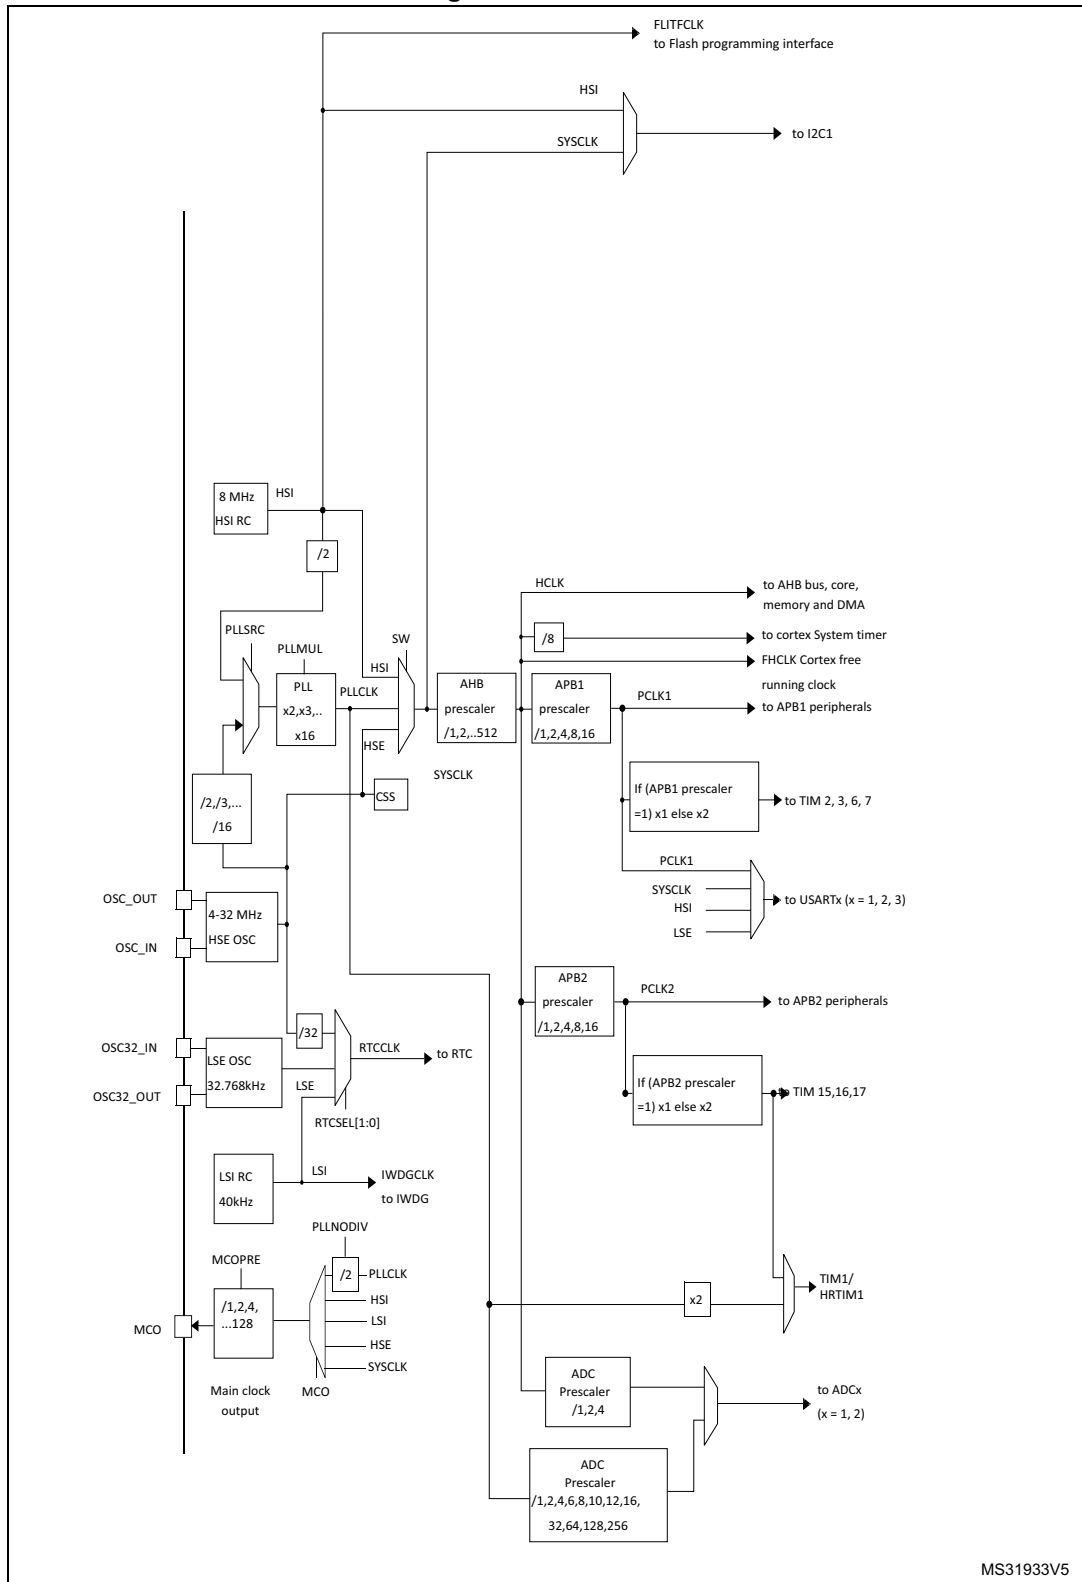 FLITFCLK
to Flash programming interface
HSI
to I2C1
SYSCLK
8 MHz
HSI RC
HSI
/2
HCLK
to AHB bus, core,
memory and DMA
/8
to cortex System timer
FHCLK Cortex free
running clock
PLLSRC
PLLMUL
SW
HSI
PLL
x2,x3,..
x16
PLLCLK
AHB
prescaler
/1,2,..512
APB1
prescaler
/1,2,4,8,16
PCLK1
to APB1 peripherals
HSE
SYSCLK
/2,/3,...
/16
CSS
If (APB1 prescaler
=1) x1 else x2
to TIM 2, 3, 6, 7
PCLK1
SYSCLK
HSI
LSE
to USARTx (x = 1, 2, 3)
OSC_OUT
OSC_IN
4-32 MHz
HSE OSC
APB2
prescaler
/1,2,4,8,16
PCLK2
to APB2 peripherals
/32
OSC32_IN
OSC32_OUT
LSE OSC
32.768kHz
RTCCLK
to RTC
LSE
RTCSEL[1:0]
If (APB2 prescaler
=1) x1 else x2
to TIM 15,16,17
LSI RC
40kHz
LSI
IWDGCLK
to IWDG
PLLNODIV
MCOPRE
/2
PLLCLK
HSI
LSI
HSE
SYSCLK
/1,2,4,
...128
MCO
MCO
Main clock
output
x2
TIM1/
HRTIM1
ADC
Prescaler
/1,2,4
to ADCx
(x = 1, 2)
ADC
Prescaler
/1,2,4,6,8,10,12,16,
32,64,128,256
MS31933V5